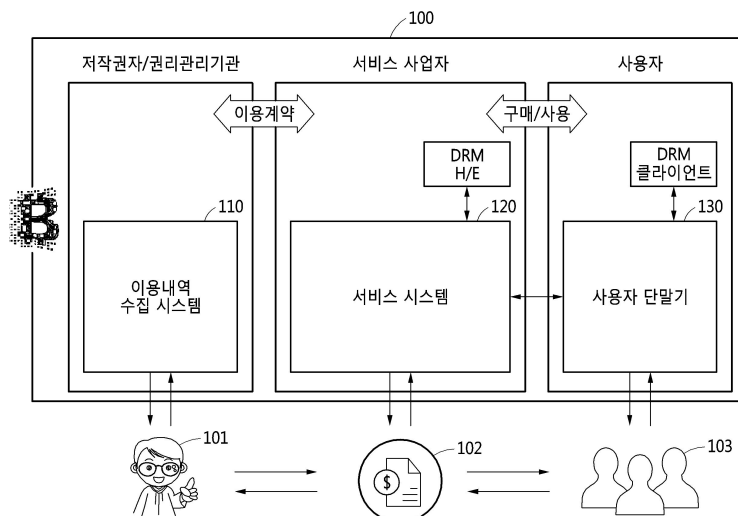 100
저작권자/권리관리기관
서비스 사업자
사용자
이용계약
구매/사용
DRM
H/E
DRM
클라이언트
110
120
130
이용내역
수집 시스템
서비스 시스템
사용자 단말기
101
102
103
$
$
B